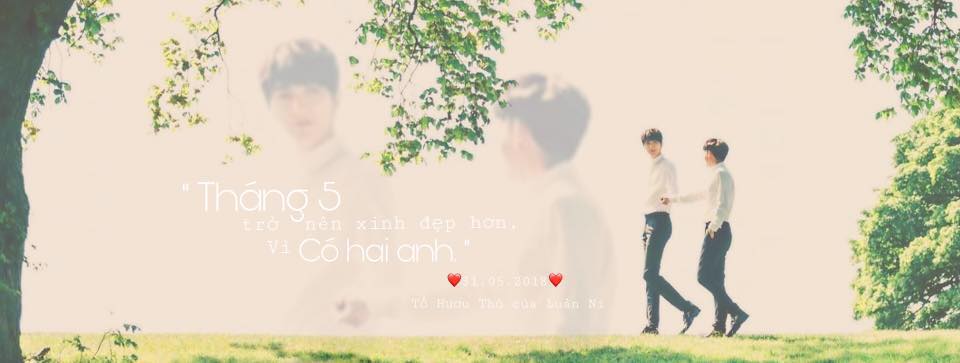 " Tháng 5
trở nên xinh đẹp hơn,
Vì Có hai anh."
❤31.05.2018❤
Tổ Hươu Thú của Luân Ni